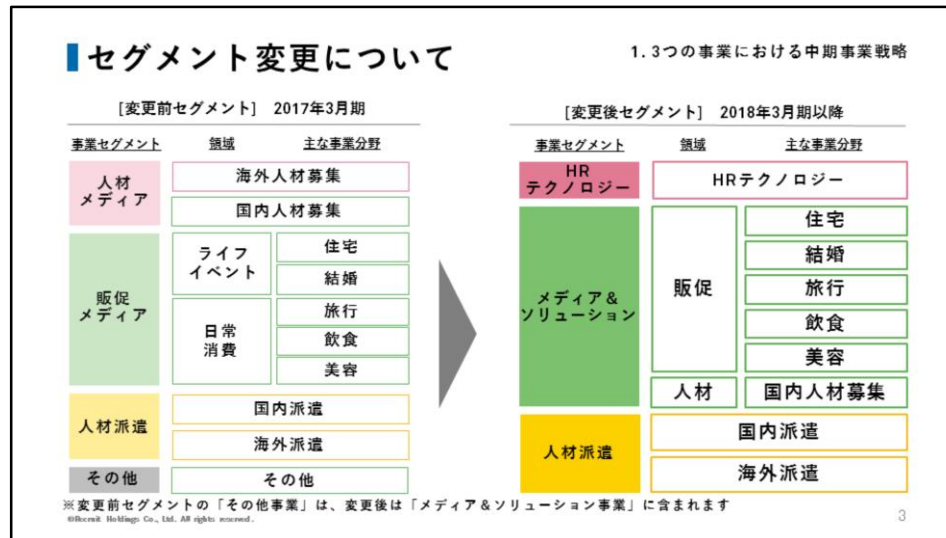 セグメント変更について
1. 3つの事業における中期事業戦略
[変更前セグメント] 2017年3月期
事業セグメント 領域 主な事業分野
人材
メディア
海外人材募集
国内人材募集
販促
メディア
ライフ
イベント
住宅
結婚
日常
消費
旅行
飲食
美容
人材派遣
国内派遣
海外派遣
その他
その他
[変更後セグメント] 2018年3月期以降
事業セグメント 領域 主な事業分野
HR
テクノロジー
HRテクノロジー
メディア&
ソリューション
販促
住宅
結婚
旅行
飲食
美容
人材
国内人材募集
人材派遣
国内派遣
海外派遣
※変更前セグメントの「その他事業」は、変更後は「メディア&ソリューション事業」に含まれます
©Recruit Holdings Co., Ltd. All rights reserved.
3